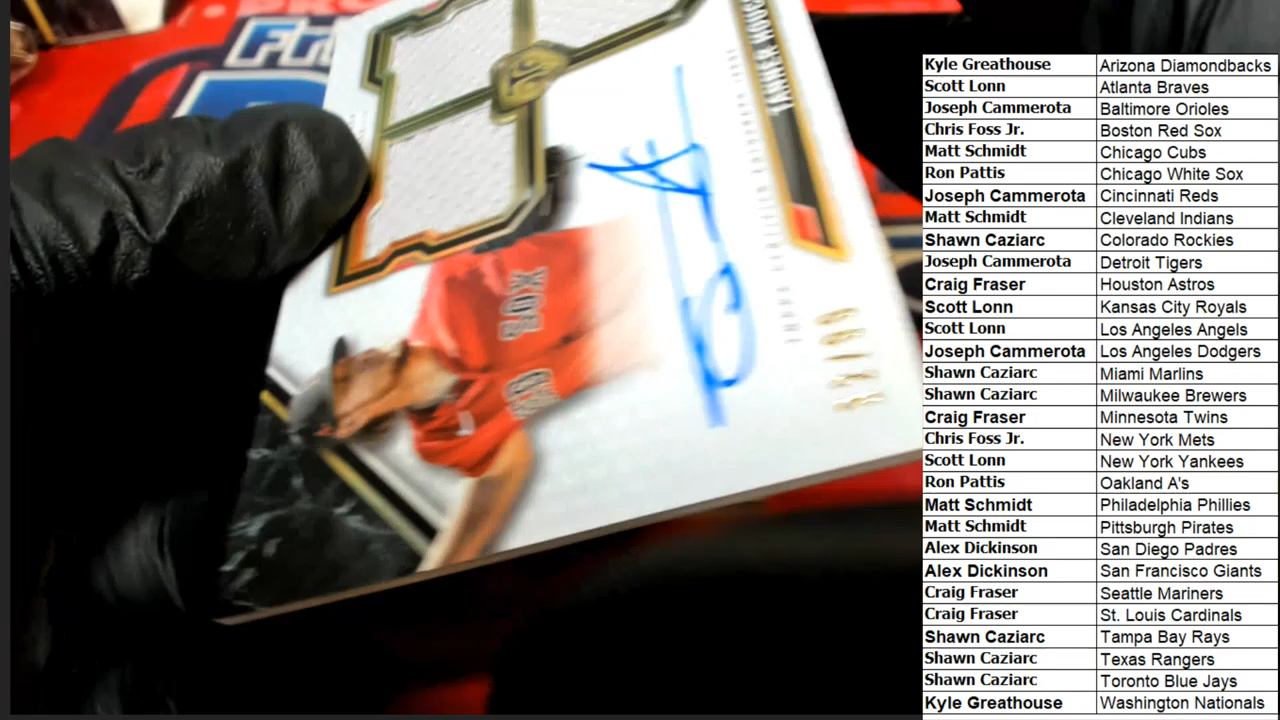 Kyle Greathouse Arizona Diamondbacks
Scott Lonn Atlanta Braves
Joseph Cammerota Baltimore Orioles
Chris Foss Jr. Boston Red Sox
Matt Schmidt Chicago Cubs
Ron Pattis Chicago White Sox
Joseph Cammerota Cincinnati Reds
Matt Schmidt Cleveland Indians
Shawn Caziarc Colorado Rockies
Joseph Cammerota Detroit Tigers
Craig Fraser Houston Astros
Scott Lonn Kansas City Royals
Scott Lonn Los Angeles Angels
Joseph Cammerota Los Angeles Dodgers
Shawn Caziarc Miami Marlins
Shawn Caziarc Milwaukee Brewers
Craig Fraser Minnesota Twins
Chris Foss Jr. New York Mets
Scott Lonn New York Yankees
Ron Pattis Oakland A's
Matt Schmidt Philadelphia Phillies
Matt Schmidt Pittsburgh Pirates
Alex Dickinson San Diego Padres
Alex Dickinson San Francisco Giants
Craig Fraser Seattle Mariners
Craig Fraser St. Louis Cardinals
Shawn Caziarc Tampa Bay Rays
Shawn Caziarc Texas Rangers
Shawn Caziarc Toronto Blue Jays
Kyle Greathouse Washington Nationals
TANNER
SOX